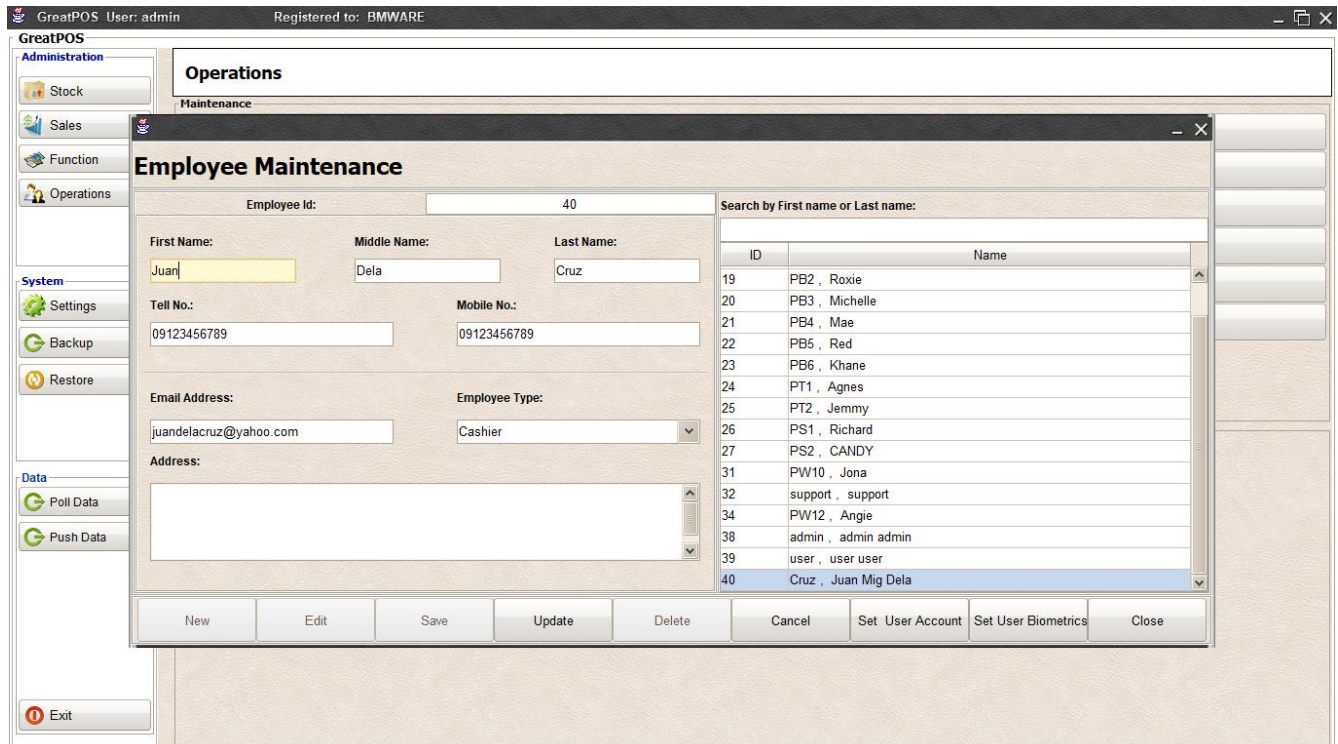 GreatPOS User: admin Registered to: BMWARE
GreatPOS
Administration
Stock
Sales
Function
Operations
System
Settings
Backup
Restore
Data
Poll Data
Push Data
Exit
Operations
Maintenance
Employee Maintenance
Employee Id: 40
First Name: Middle Name: Last Name:
Juan Dela Cruz
Tell No.: Mobile No.:
09123456789 09123456789
Email Address: Employee Type:
juandelacruz@yahoo.com Cashier
Address:
Search by First name or Last name:
ID Name
19 PB2 , Roxie
20 PB3 , Michelle
21 PB4 , Mae
22 PB5 , Red
23 PB6 , Khane
24 PT1 , Agnes
25 PT2 , Jemmy
26 PS1 , Richard
27 PS2 , CANDY
31 PW10 , Jona
32 support , support
34 PW12 , Angie
38 admin , admin admin
39 user , user user
40 Cruz , Juan Mig Dela
New Edit Save Update Delete Cancel Set User Account Set User Biometrics Close